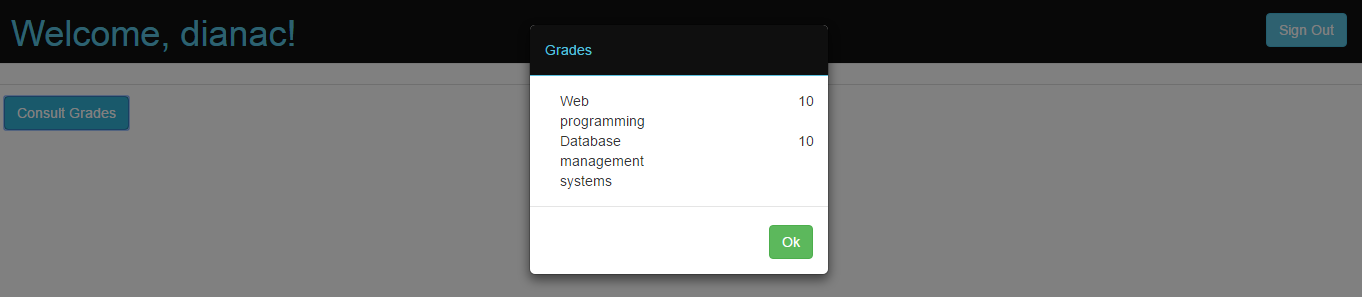 Welcome, dianac!
Sign Out
Consult Grades
Grades
Web 10
programming
Database 10
management
systems
Ok